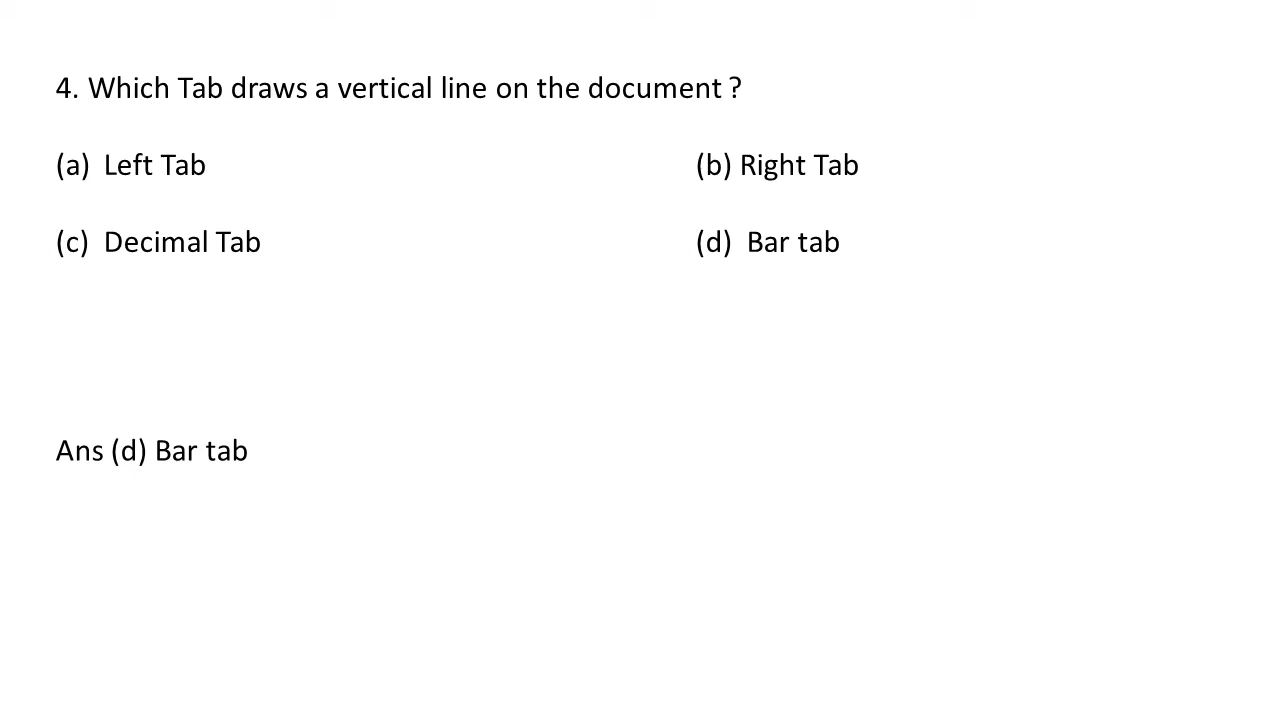 4. Which Tab draws a vertical line on the document ?
(a) Left Tab (b) Right Tab
(c) Decimal Tab (d) Bar tab
Ans (d) Bar tab